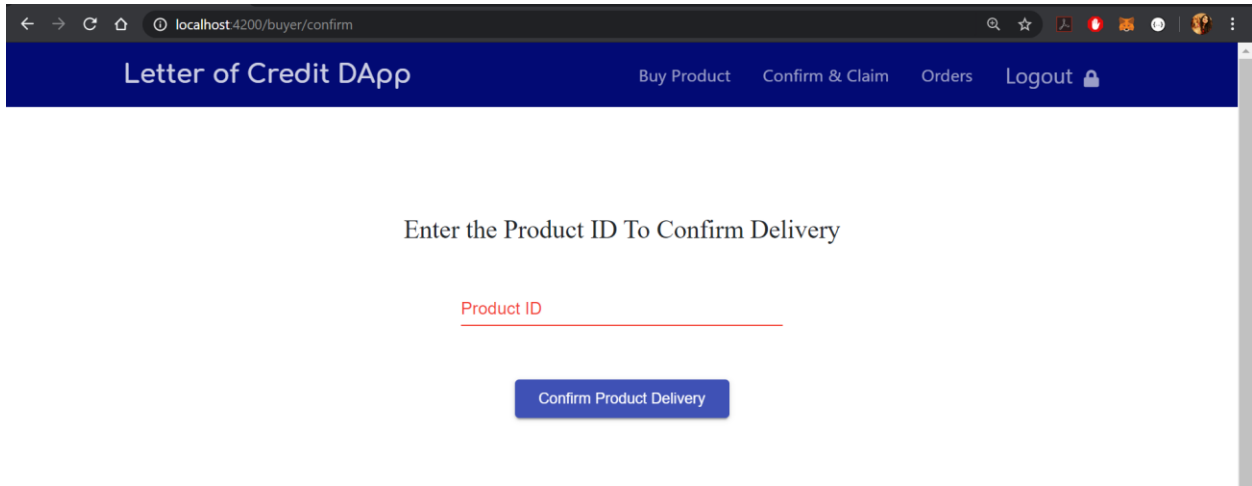 localhost:4200/buyer/confirm
Letter of Credit DApp
Buy Product Confirm & Claim Orders Logout
Enter the Product ID To Confirm Delivery
Product ID
Confirm Product Delivery